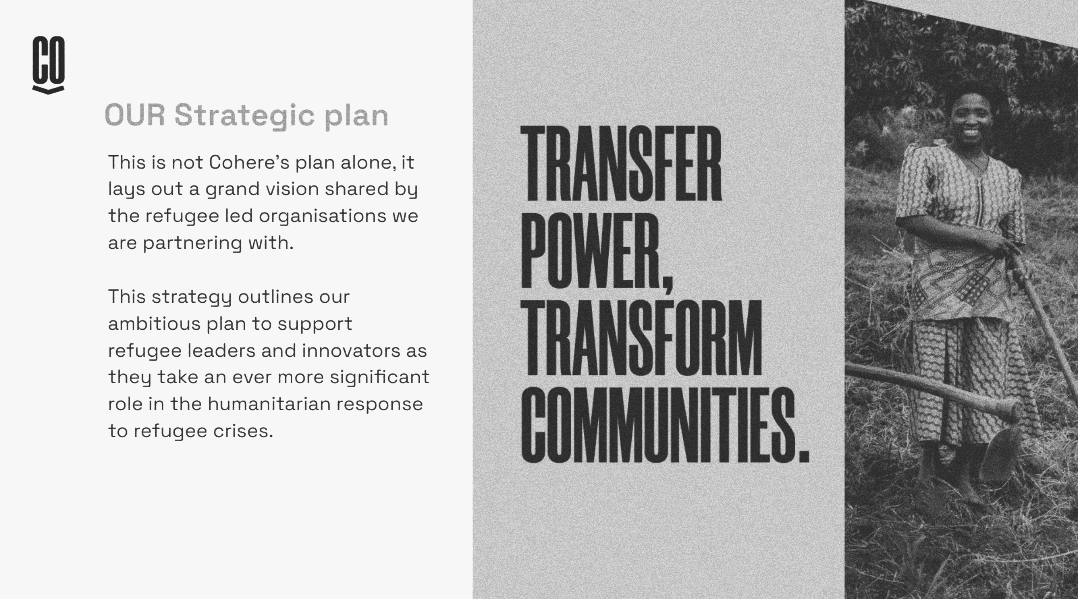 CO
OUR Strategic plan
This is not Cohere's plan alone, it
lays out a grand vision shared by
the refugee led organisations we
are partnering with.
This strategy outlines our
ambitious plan to support
refugee leaders and innovators as
they take an ever more significant
role in the humanitarian response
to refugee crises.
TRANSFER
POWER,
TRANSFORM
COMMUNITIES.